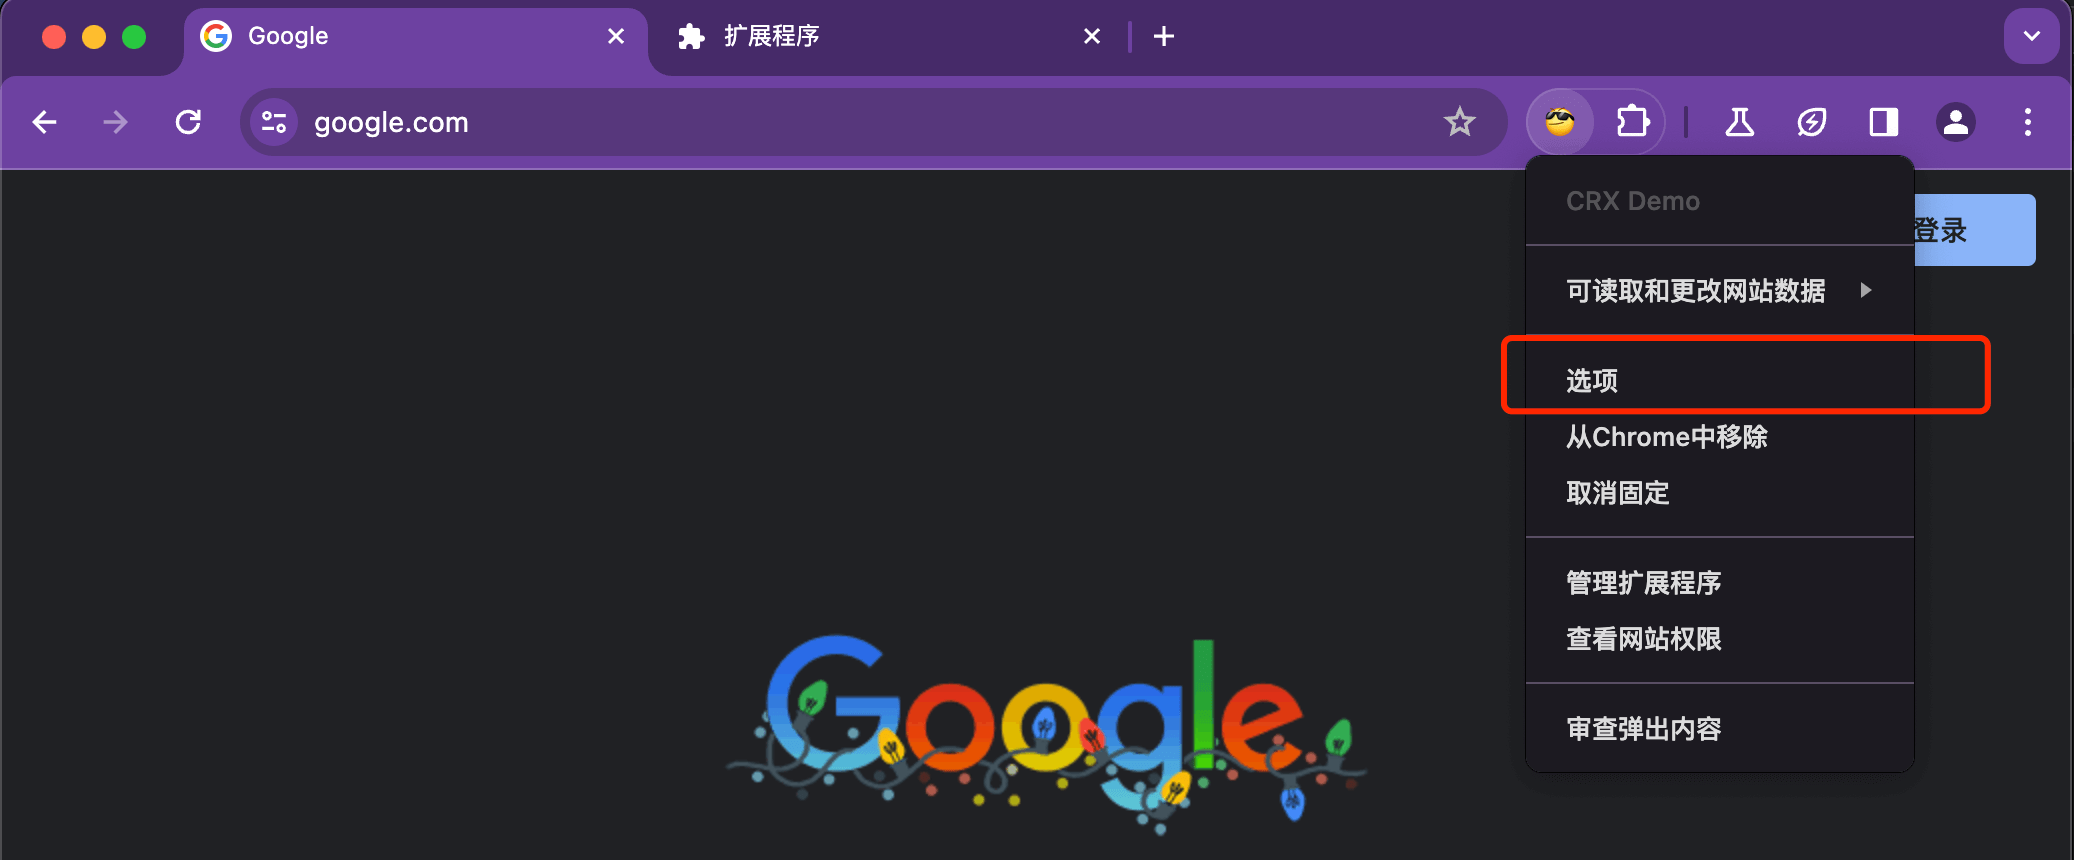 Google
扩展程序
google.com
CRX Demo
登录
可读取和更改网站数据
选项
从Chrome中移除
取消固定
管理扩展程序
查看网站权限
审查弹出内容
Google